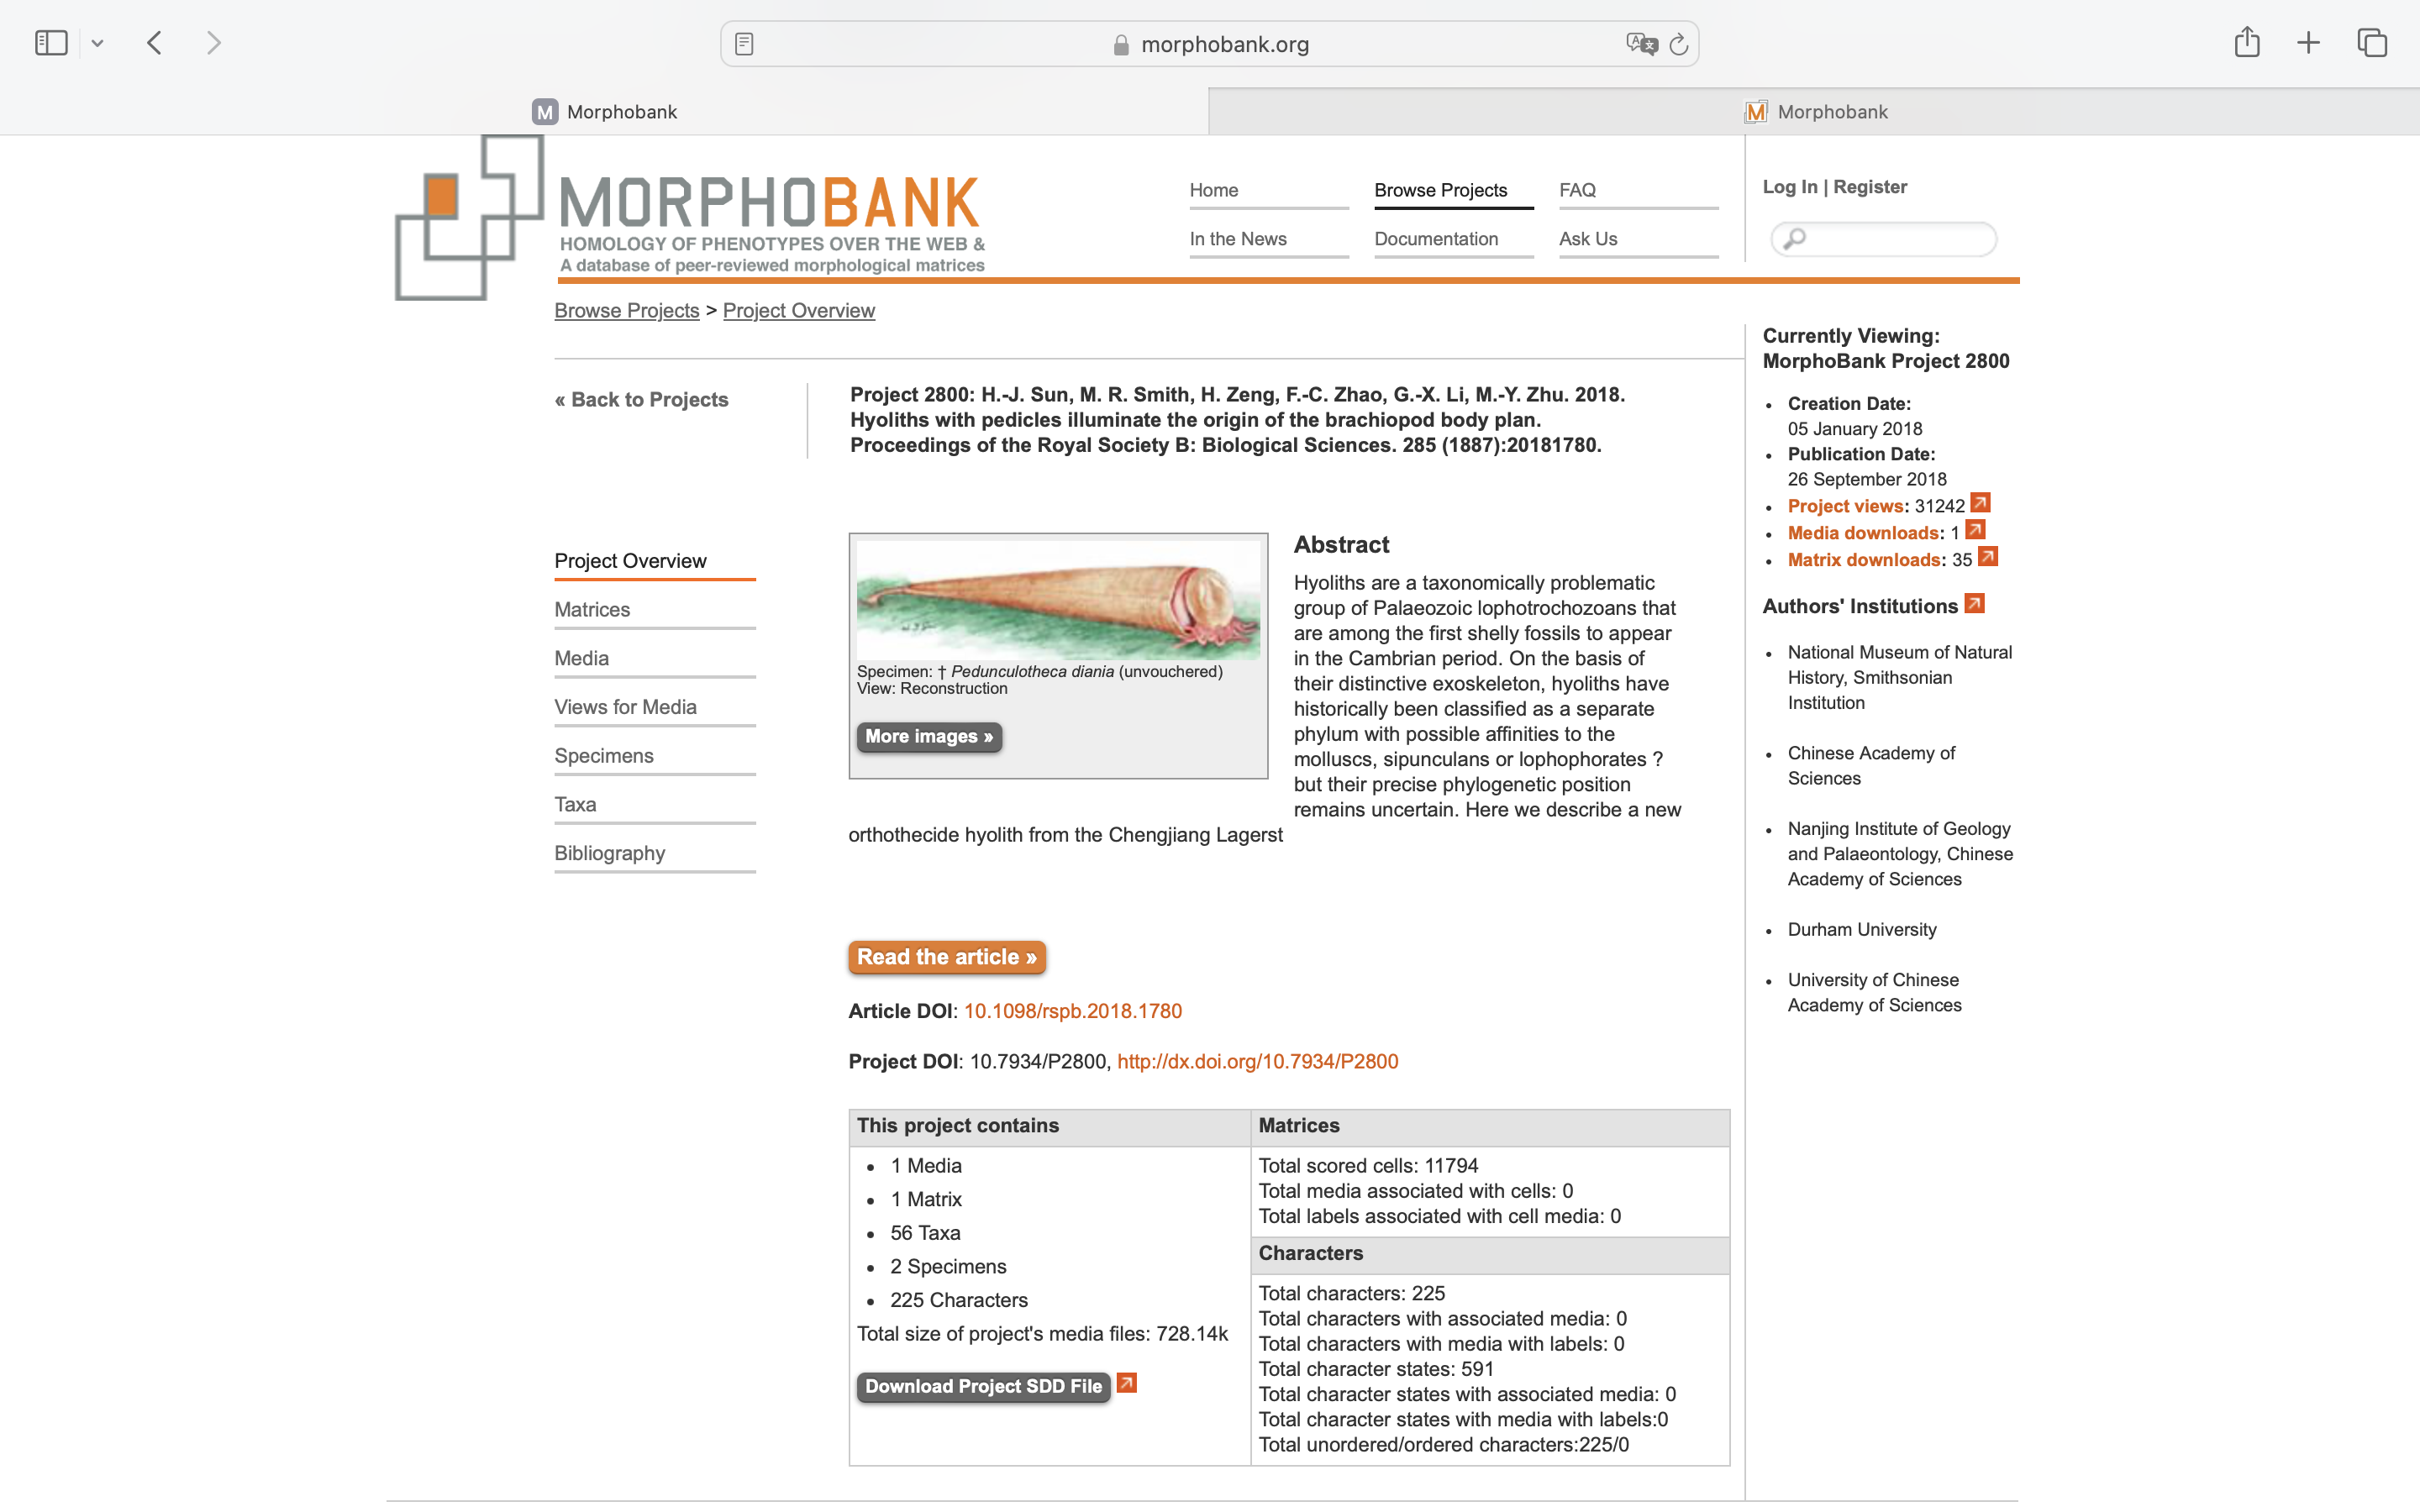 morphobank.org
M Morphobank
M Morphobank
MORPHOBANK
HOMOLOGY OF PHENOTYPES OVER THE WEB &
A database of peer-reviewed morphological matrices
Home
Browse Projects
FAQ
In the News
Documentation
Ask Us
Log In | Register
Browse Projects > Project Overview
« Back to Projects
Project 2800: H.-J. Sun, M. R. Smith, H. Zeng, F.-C. Zhao, G.-X. Li, M.-Y. Zhu. 2018.
Hyoliths with pedicles illuminate the origin of the brachiopod body plan.
Proceedings of the Royal Society B: Biological Sciences. 285 (1887):20181780.
Project Overview
Matrices
Media
Views for Media
Specimens
Taxa
Bibliography
Specimen: † Pedunculotheca diania (unvouchered)
View: Reconstruction
More images »
Abstract
Hyoliths are a taxonomically problematic
group of Palaeozoic lophotrochozoans that
are among the first shelly fossils to appear
in the Cambrian period. On the basis of
their distinctive exoskeleton, hyoliths have
historically been classified as a separate
phylum with possible affinities to the
molluscs, sipunculans or lophophorates ?
but their precise phylogenetic position
remains uncertain. Here we describe a new
orthothecide hyolith from the Chengjiang Lagerst
Read the article »
Article DOI: 10.1098/rspb.2018.1780
Project DOI: 10.7934/P2800, http://dx.doi.org/10.7934/P2800
This project contains
1 Media
1 Matrix
56 Taxa
2 Specimens
225 Characters
Total size of project's media files: 728.14k
Download Project SDD File
Matrices
Total scored cells: 11794
Total media associated with cells: 0
Total labels associated with cell media: 0
Characters
Total characters: 225
Total characters with associated media: 0
Total characters with media with labels: 0
Total character states: 591
Total character states with associated media: 0
Total character states with media with labels:0
Total unordered/ordered characters:225/0
Currently Viewing:
MorphoBank Project 2800
Creation Date:
05 January 2018
Publication Date:
26 September 2018
Project views: 31242
Media downloads: 1
Matrix downloads: 35
Authors' Institutions
National Museum of Natural
History, Smithsonian
Institution
Chinese Academy of
Sciences
Nanjing Institute of Geology
and Palaeontology, Chinese
Academy of Sciences
Durham University
University of Chinese
Academy of Sciences